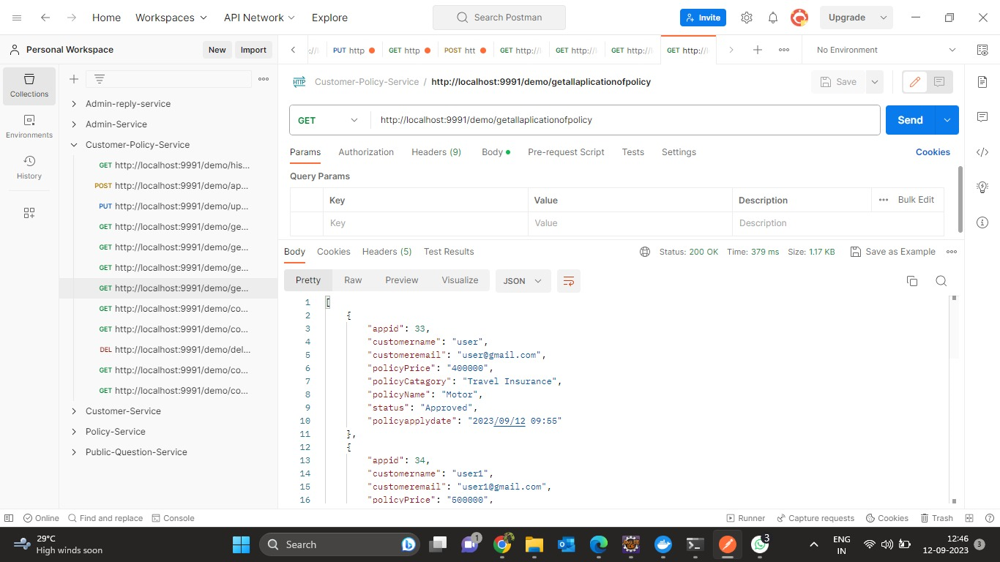 Home Workspaces API Network Explore Search Postman Invite Upgrade
Personal Workspace New Import
PUT http GET http POST htt GET http:// GET http:// GET http:// GET http:// No Environment
Collections
Environments
History
Admin-reply-service
Admin-Service
Customer-Policy-Service
GET http://localhost:9991/demo/his...
POST http://localhost:9991/demo/ap...
PUT http://localhost:9991/demo/up...
GET http://localhost:9991/demo/ge...
GET http://localhost:9991/demo/ge...
GET http://localhost:9991/demo/ge...
GET http://localhost:9991/demo/ge...
GET http://localhost:9991/demo/co...
GET http://localhost:9991/demo/co...
DEL http://localhost:9991/demo/del...
GET http://localhost:9991/demo/co...
GET http://localhost:9991/demo/co...
Customer-Service
Policy-Service
Public-Question-Service
HTTP Customer-Policy-Service / http://localhost:9991/demo/getallaplicationofpolicy Save
GET http://localhost:9991/demo/getallaplicationofpolicy Send
Params Authorization Headers (9) Body Pre-request Script Tests Settings Cookies
Query Params
Key Value Description Bulk Edit
Key Value Description
Body Cookies Headers (5) Test Results Status: 200 OK Time: 379 ms Size: 1.17 KB Save as Example
Pretty Raw Preview Visualize JSON
1 [
2 {
3 "appid": 33,
4 "customername": "user",
5 "customeremail": "user@gmail.com",
6 "policyPrice": "400000",
7 "policyCatagory": "Travel Insurance",
8 "policyName": "Motor",
9 "status": "Approved",
10 "policyapplydate": "2023/09/12 09:55"
11 },
12 {
13 "appid": 34,
14 "customername": "user1",
15 "customeremail": "user1@gmail.com",
16 "policyPrice": "500000",
Online Find and replace Console Runner Capture requests Cookies Trash
29°C
High winds soon
Search
1
Java EE
IDE
3
ENG
IN
12:46
12-09-2023
3